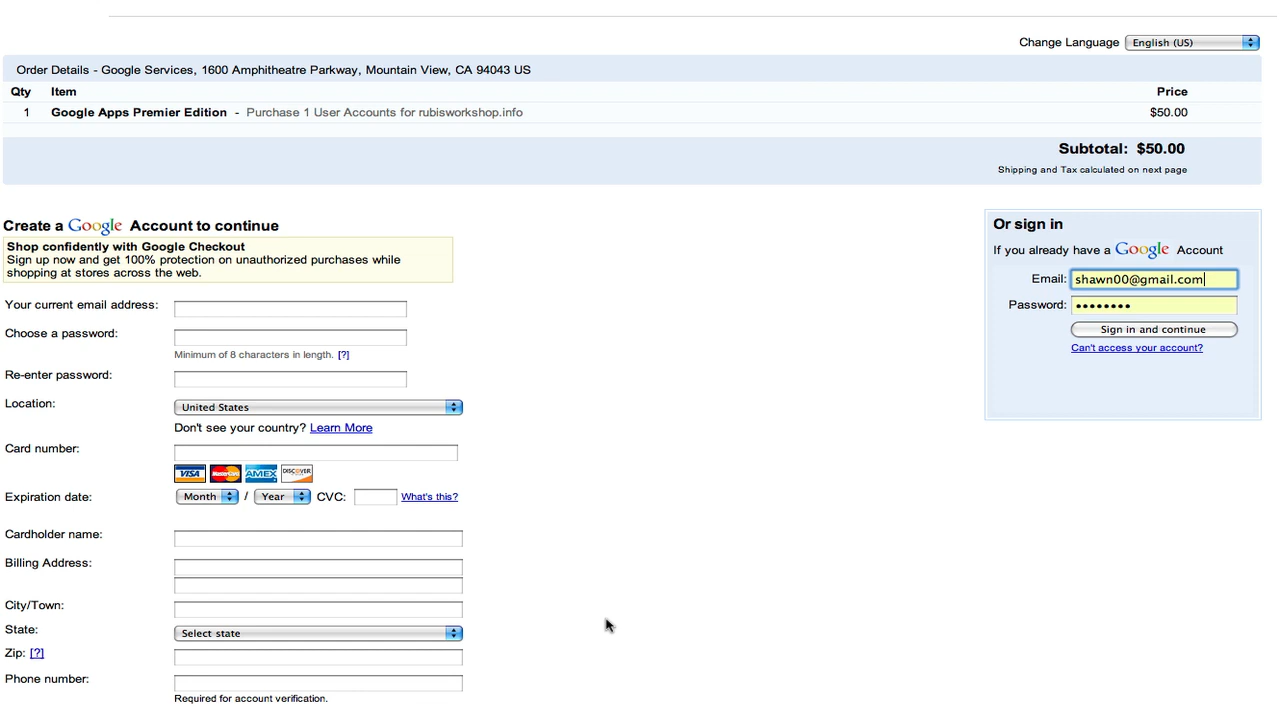 Change Language English (US)
Order Details - Google Services, 1600 Amphitheatre Parkway, Mountain View, CA 94043 US
Qty Item Price
1 Google Apps Premier Edition - Purchase 1 User Accounts for rubisworkshop.info $50.00
Subtotal: $50.00
Shipping and Tax calculated on next page
Create a Google Account to continue
Shop confidently with Google Checkout
Sign up now and get 100% protection on unauthorized purchases while
shopping at stores across the web.
Your current email address:
Choose a password:
Minimum of 8 characters in length. [?]
Re-enter password:
Location: United States
Don't see your country? Learn More
Card number:
VISA MasterCard AMEX DISCOVER
Expiration date: Month / Year CVC: What's this?
Cardholder name:
Billing Address:
City/Town:
State: Select state
Zip: [?]
Phone number:
Required for account verification.
Or sign in
If you already have a Google Account
Email: shawn00@gmail.com
Password: ••••••••
Sign in and continue
Can't access your account?